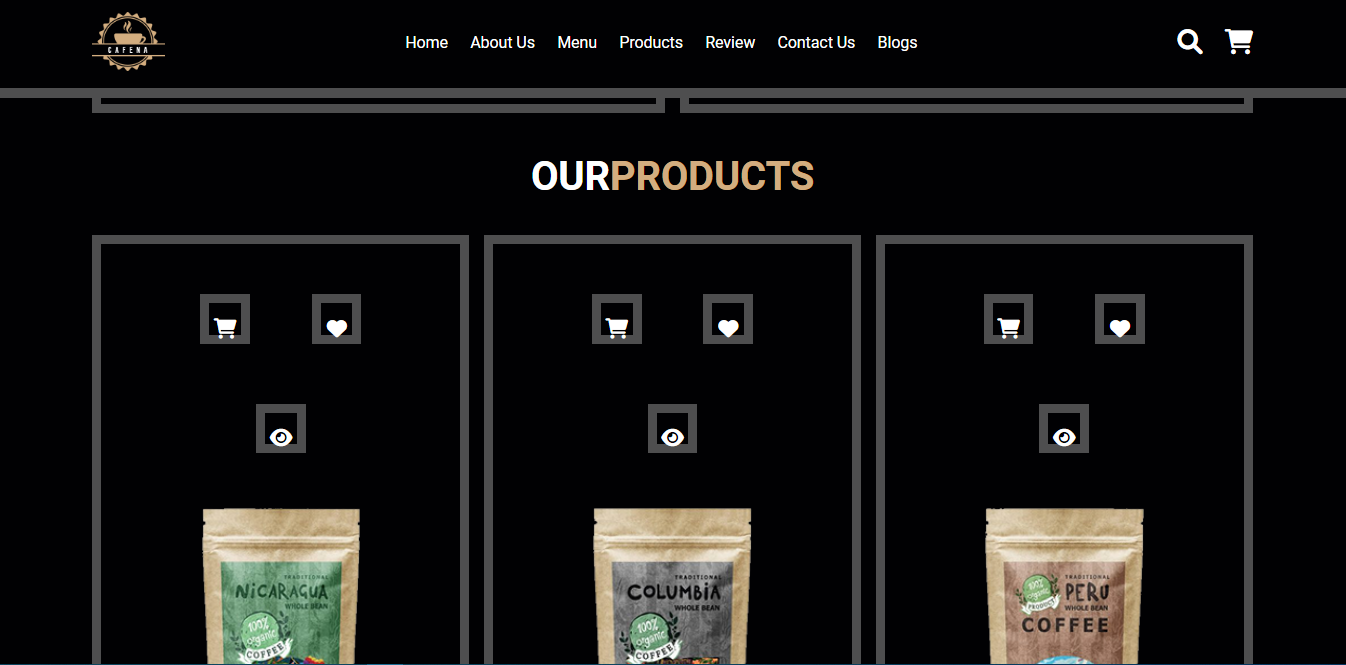 CAFENA
Home About Us Menu Products Review Contact Us Blogs
OURPRODUCTS
TRADITIONAL
NiCARAGUA
WHOLE BEAN
100%
organic
COFFEE
TRADITIONAL
COLUMBiA
WHOLE BEAN
100%
organic
COFFEE
TRADITIONAL
100%
organic
PRODUCT
PERU
WHOLE BEAN
COFFEE